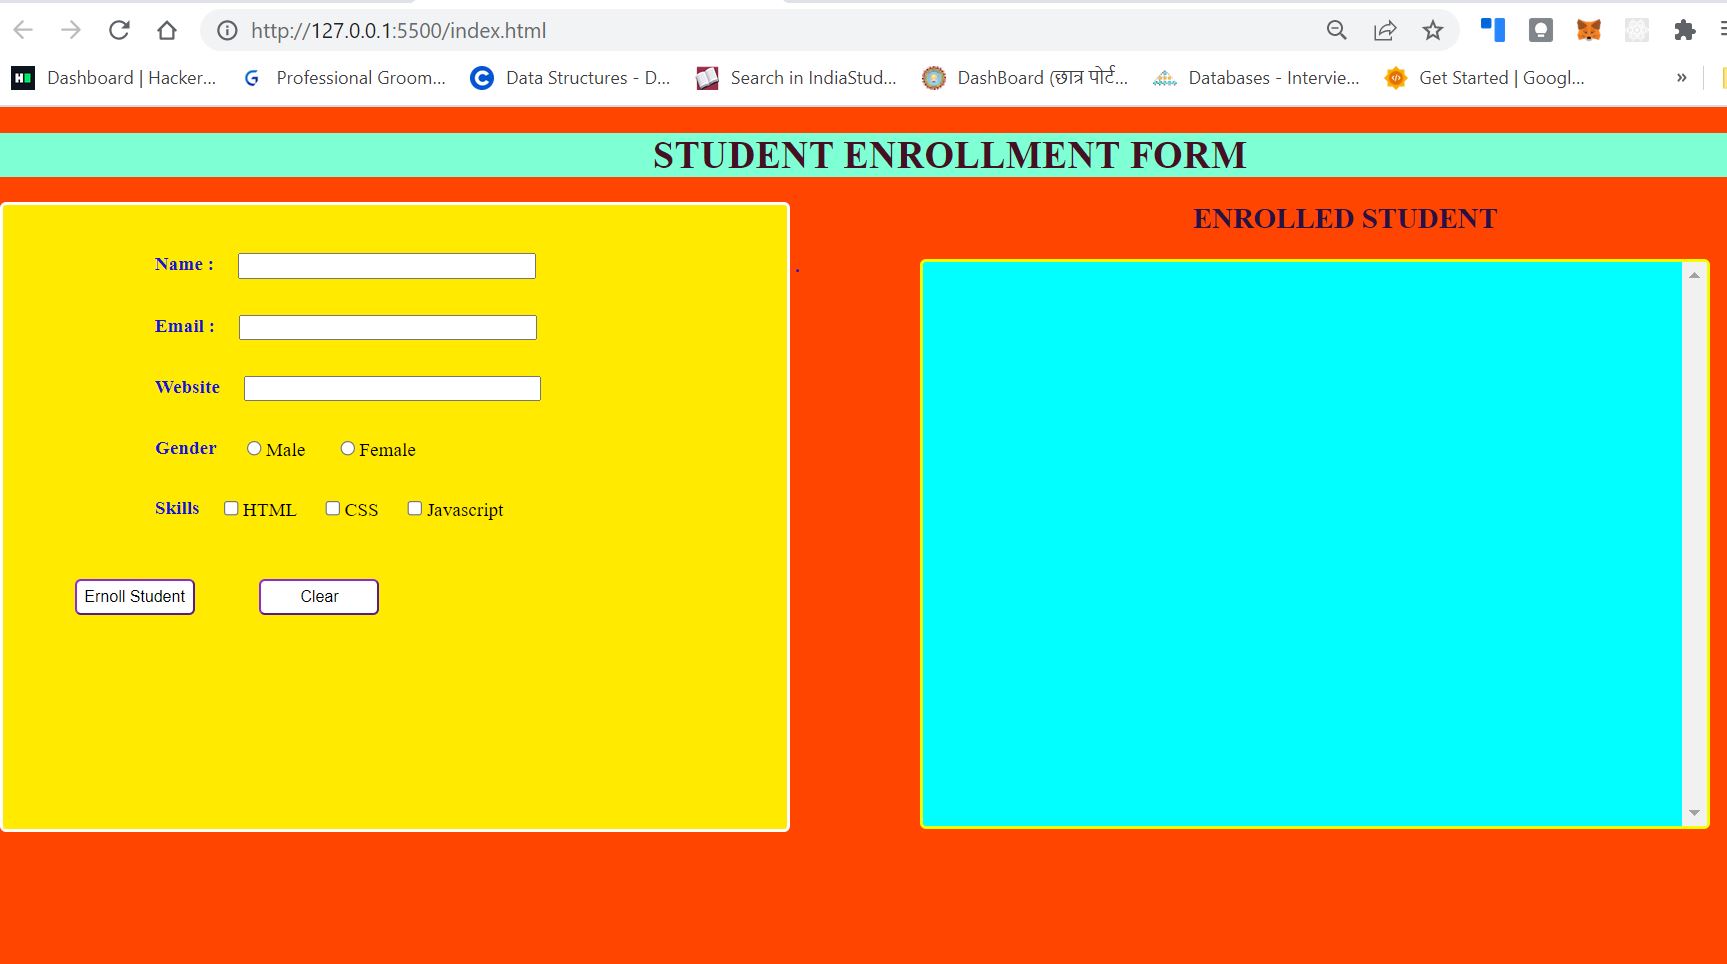 http://127.0.0.1:5500/index.html
Dashboard | Hacker...
Professional Groom...
Data Structures - D...
Search in IndiaStud...
DashBoard (छात्र पोर्ट...
Databases - Intervie...
Get Started | Googl...
»
STUDENT ENROLLMENT FORM
Name :
.
Email :
Website
Gender Male Female
Skills HTML CSS Javascript
Ernoll Student Clear
ENROLLED STUDENT